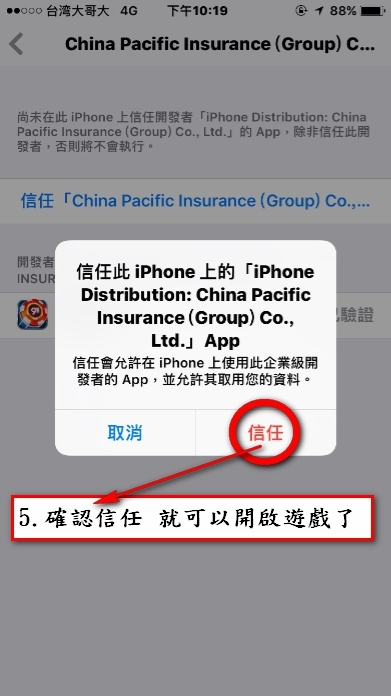 ●●○○○ 台湾大哥大 4G 下午10:19 88%
China Pacific Insurance (Group) C...
尚未在此 iPhone 上信任開發者「iPhone Distribution: China
Pacific Insurance (Group) Co., Ltd.」的 App，除非信任此開
發者，否則將不會執行。
信任「China Pacific Insurance (Group) Co.,...
開發者
INSUR
信任此 iPhone 上的「iPhone
Distribution: China Pacific
Insurance (Group) Co.,
Ltd.」App
信任會允許在 iPhone 上使用此企業級開
發者的 App，並允許其取用您的資料。
驗證
取消 信任
5.確認信任 就可以開啟遊戲了